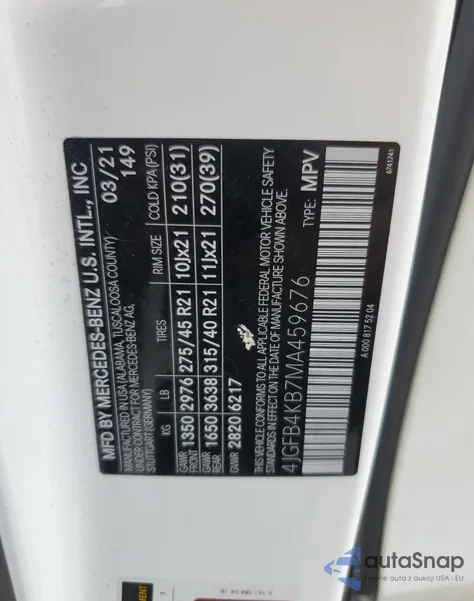 MFD BY MERCEDES-BENZ U.S. INTL., INC
MANUFACTURED IN USA (ALABAMA, TUSCALOOSA COUNTY)
UNDER CONTRACT FOR MERCEDES-BENZ AG,
STUTTGART (GERMANY)
03/21
149
KG LB TIRES RIM SIZE COLD KPA (PSI)
GAWR FRONT 1350 2976 275/45 R21 10Jx21 210(31)
GAWR REAR 1650 3638 315/40 R21 11Jx21 270(39)
GVWR 2820 6217
THIS VEHICLE CONFORMS TO ALL APPLICABLE FEDERAL MOTOR VEHICLE SAFETY
STANDARDS IN EFFECT ON THE DATE OF MANUFACTURE SHOWN ABOVE.
4JGFB4KB7MA459676 TYPE: MPV
A 000 817 52 04
6741741
autoSnap